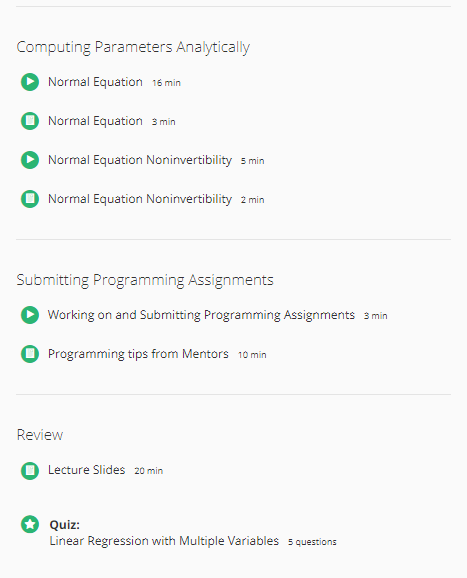 Computing Parameters Analytically
Normal Equation 16 min
Normal Equation 3 min
Normal Equation Noninvertibility 5 min
Normal Equation Noninvertibility 2 min
Submitting Programming Assignments
Working on and Submitting Programming Assignments 3 min
Programming tips from Mentors 10 min
Review
Lecture Slides 20 min
Quiz:
Linear Regression with Multiple Variables 5 questions